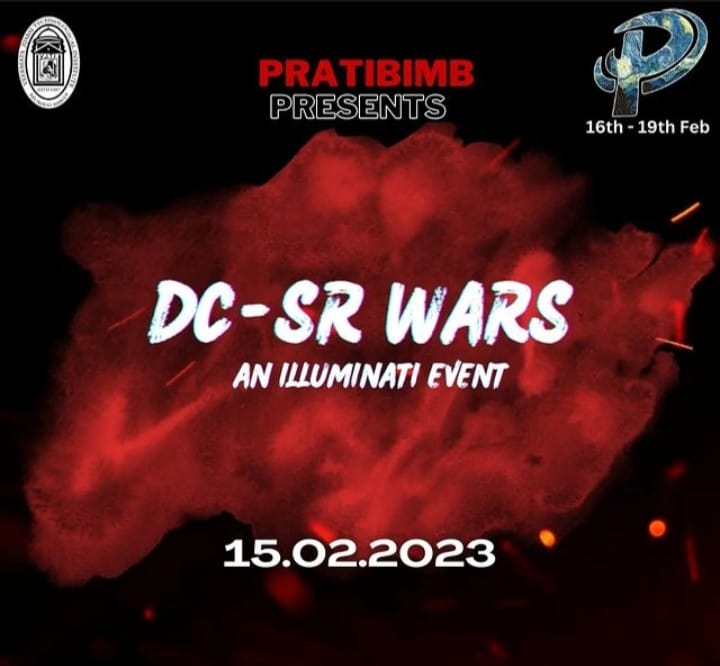 PRATIBIMB
PRESENTS
16th - 19th Feb
DC-SR WARS
AN ILLUMINATI EVENT
15.02.2023